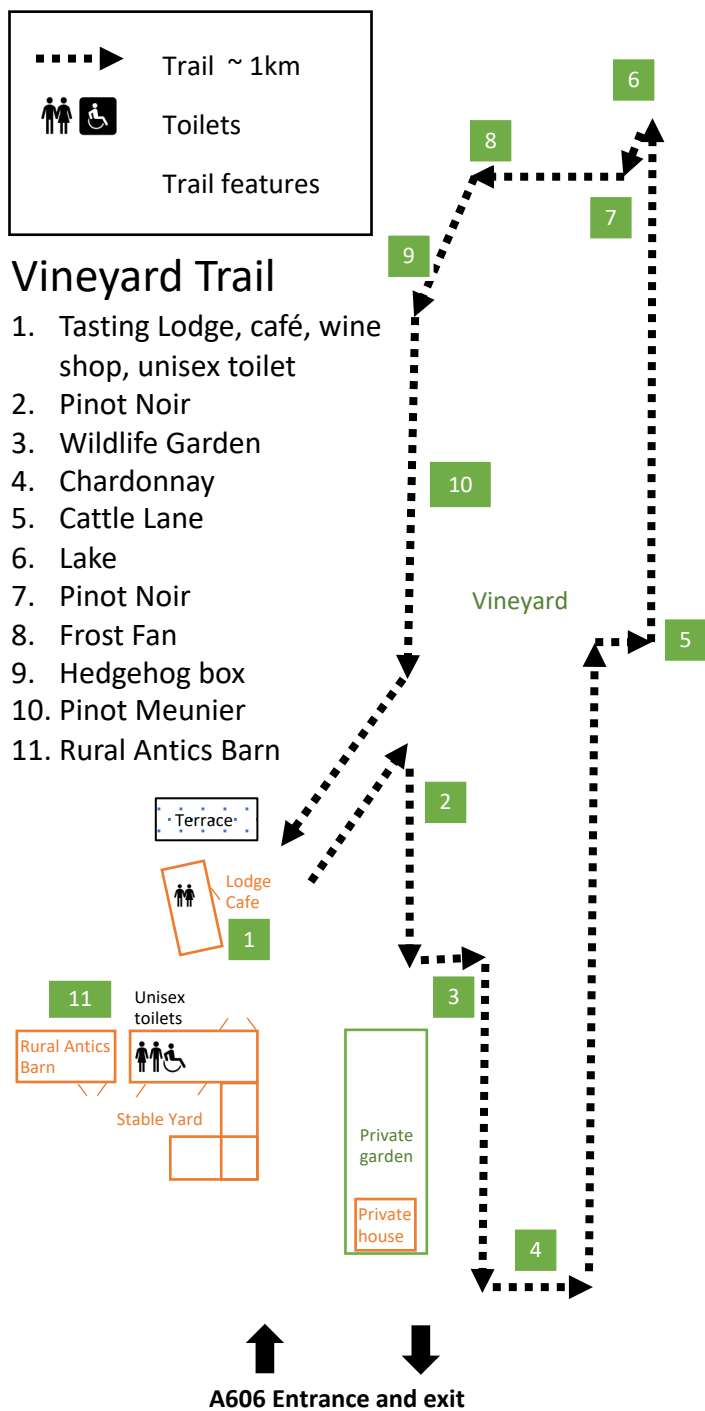 Trail ~ 1km
Toilets
Trail features
Vineyard Trail
1. Tasting Lodge, café, wine
shop, unisex toilet
2. Pinot Noir
3. Wildlife Garden
4. Chardonnay
5. Cattle Lane
6. Lake
7. Pinot Noir
8. Frost Fan
9. Hedgehog box
10. Pinot Meunier
11. Rural Antics Barn
6
8
7
9
10
Vineyard
5
2
Terrace
Lodge
Cafe
1
3
11
Unisex
toilets
Rural Antics
Barn
Stable Yard
Private
garden
Private
house
4
A606 Entrance and exit